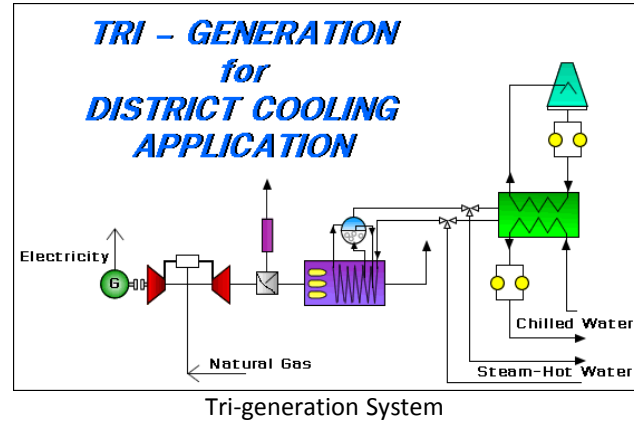 TRI - GENERATION
for
DISTRICT COOLING
APPLICATION
Electricity
G
Natural Gas
Chilled Water
Steam-Hot Water
Tri-generation System